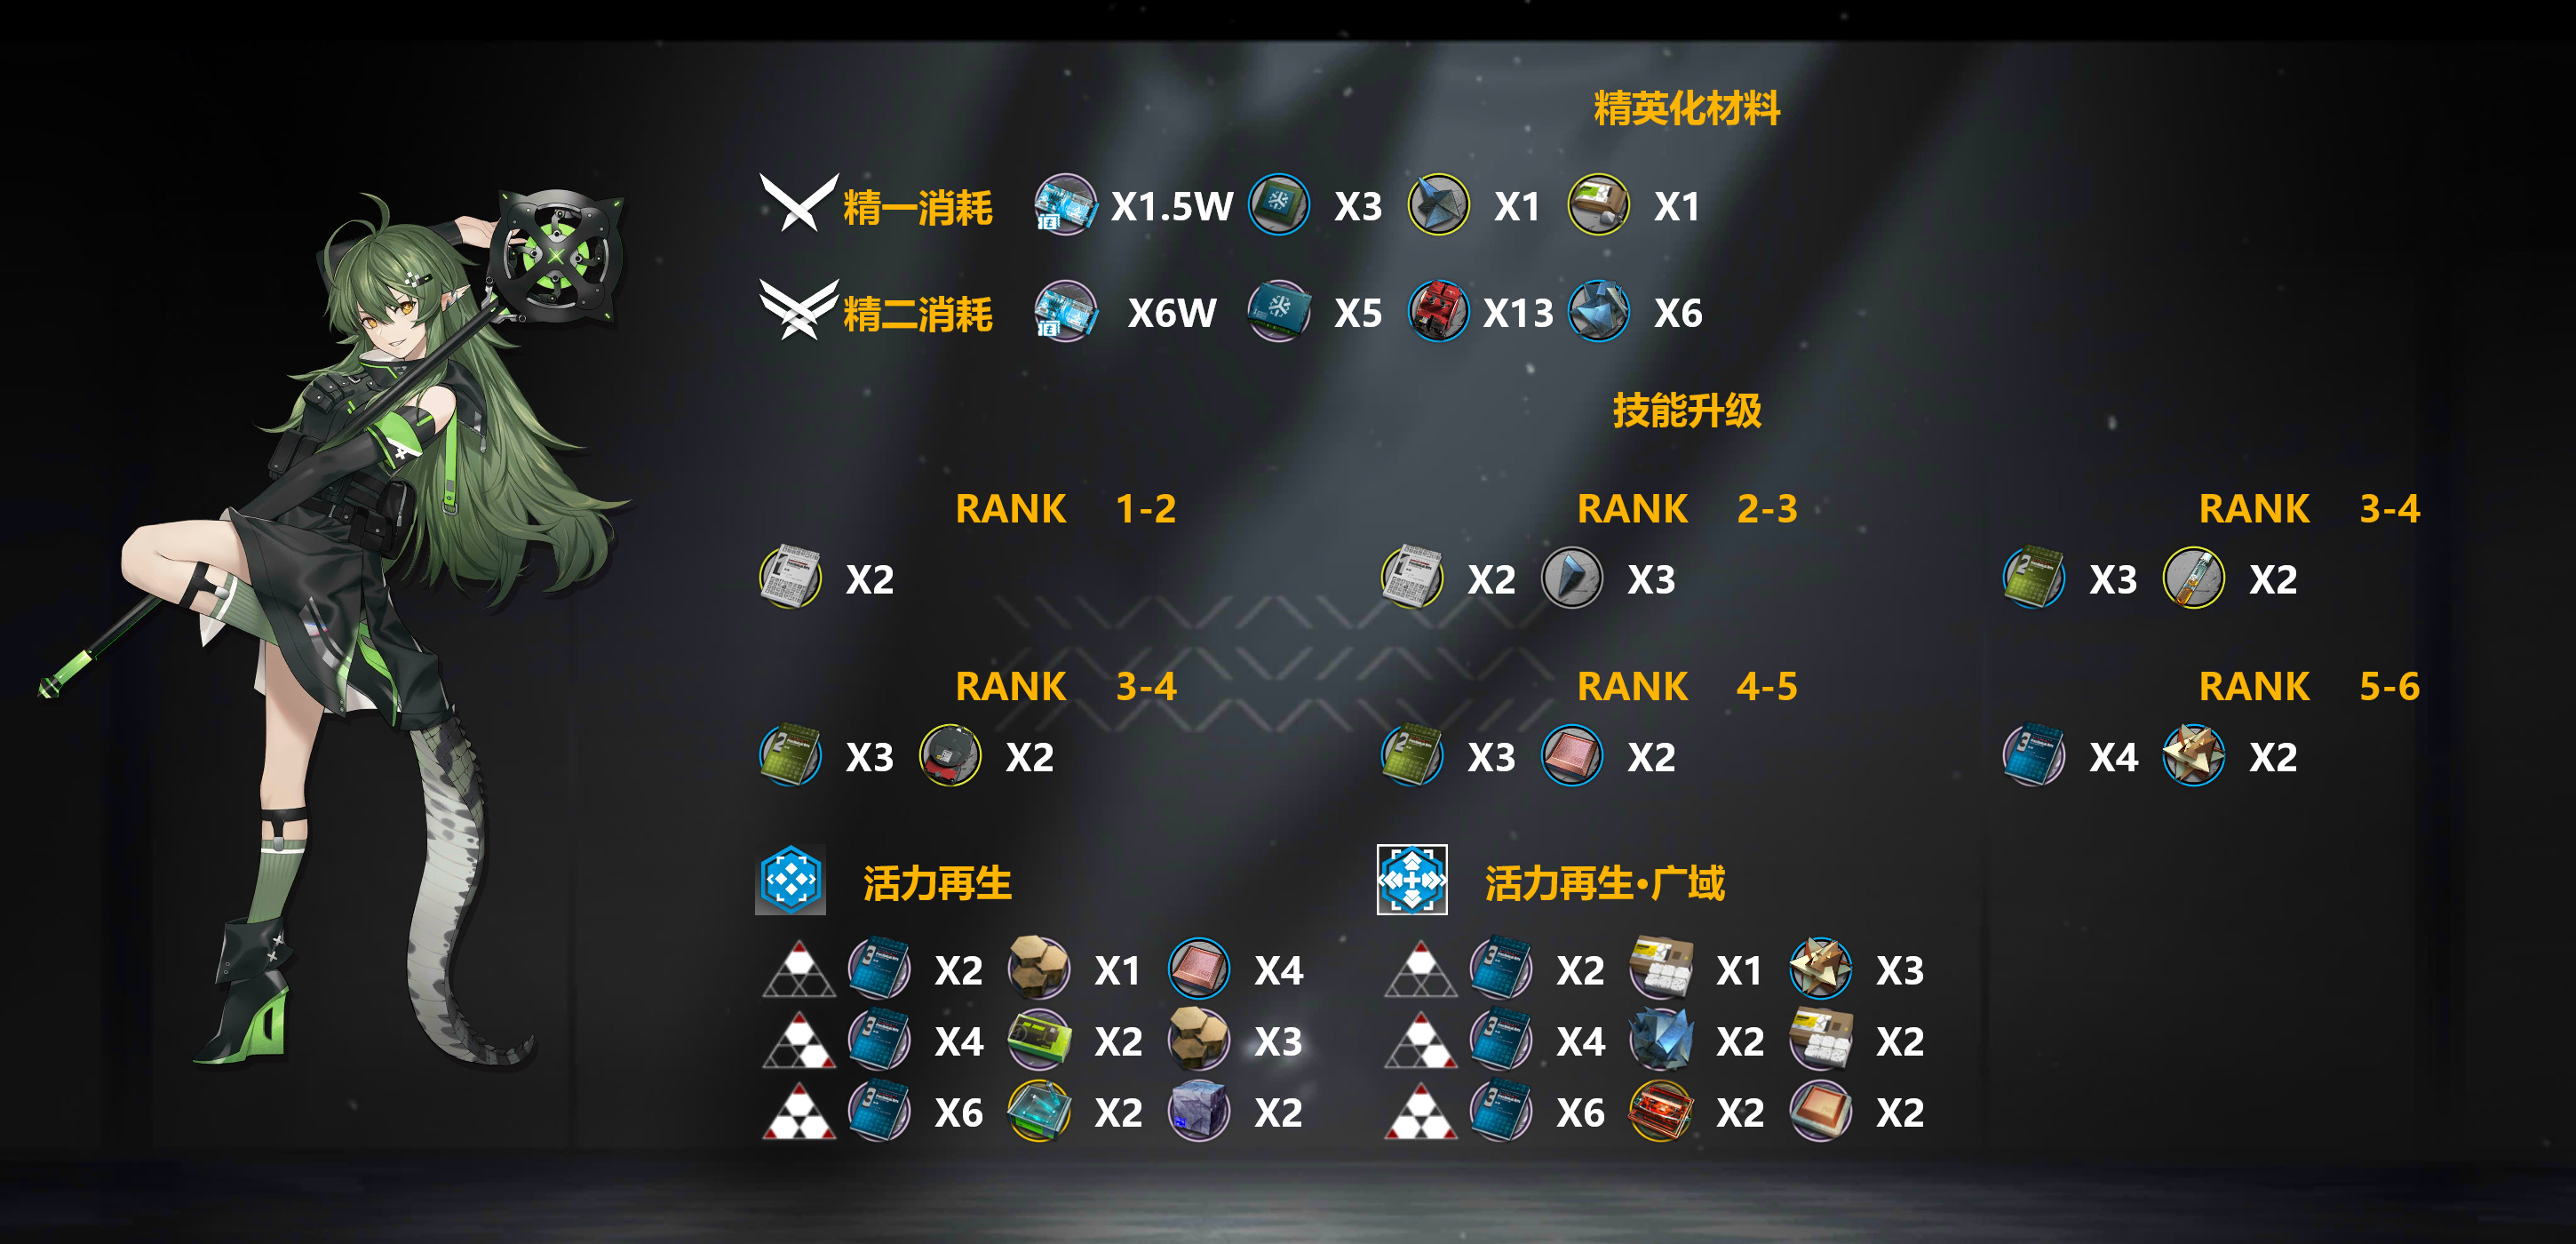 精英化材料
精一消耗 X1.5W X3 X1 X1
精二消耗 X6W X5 X13 X6
技能升级
RANK 1-2 RANK 2-3 RANK 3-4
X2 X2 X3 X3 X2
RANK 3-4 RANK 4-5 RANK 5-6
X3 X2 X3 X2 X4 X2
活力再生 活力再生·广域
X2 X1 X4 X2 X1 X3
X4 X2 X3 X4 X2 X2
X6 X2 X2 X6 X2 X2